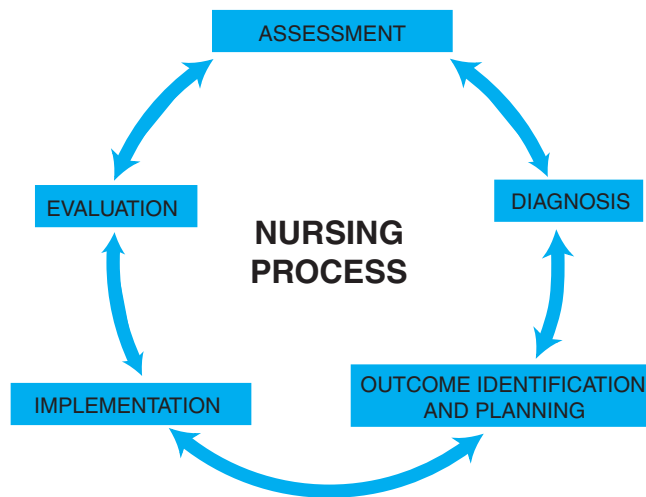 ASSESSMENT
EVALUATION
DIAGNOSIS
NURSING
PROCESS
IMPLEMENTATION
OUTCOME IDENTIFICATION
AND PLANNING